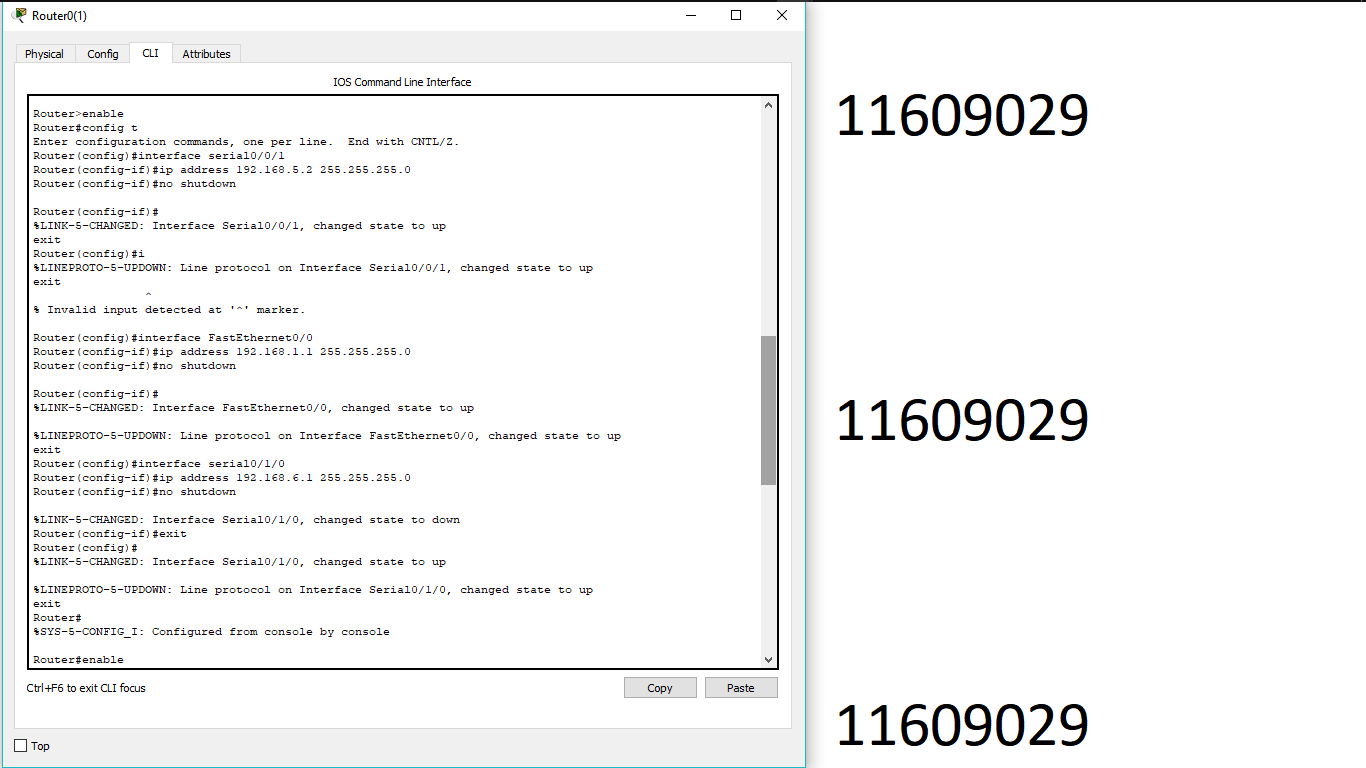 Router0(1)
Physical
Config
CLI
Attributes
IOS Command Line Interface
Router>enable
Router#config t
Enter configuration commands, one per line.  End with CNTL/Z.
Router(config)#interface serial0/0/1
Router(config-if)#ip address 192.168.5.2 255.255.255.0
Router(config-if)#no shutdown
Router(config-if)#
%LINK-5-CHANGED: Interface Serial0/0/1, changed state to up
exit
Router(config)#i
%LINEPROTO-5-UPDOWN: Line protocol on Interface Serial0/0/1, changed state to up
exit
^
% Invalid input detected at '^' marker.
Router(config)#interface FastEthernet0/0
Router(config-if)#ip address 192.168.1.1 255.255.255.0
Router(config-if)#no shutdown
Router(config-if)#
%LINK-5-CHANGED: Interface FastEthernet0/0, changed state to up
%LINEPROTO-5-UPDOWN: Line protocol on Interface FastEthernet0/0, changed state to up
exit
Router(config)#interface serial0/1/0
Router(config-if)#ip address 192.168.6.1 255.255.255.0
Router(config-if)#no shutdown
%LINK-5-CHANGED: Interface Serial0/1/0, changed state to down
Router(config-if)#exit
Router(config)#
%LINK-5-CHANGED: Interface Serial0/1/0, changed state to up
%LINEPROTO-5-UPDOWN: Line protocol on Interface Serial0/1/0, changed state to up
exit
Router#
%SYS-5-CONFIG_I: Configured from console by console
Router#enable
Ctrl+F6 to exit CLI focus
Copy
Paste
Top
11609029
11609029
11609029